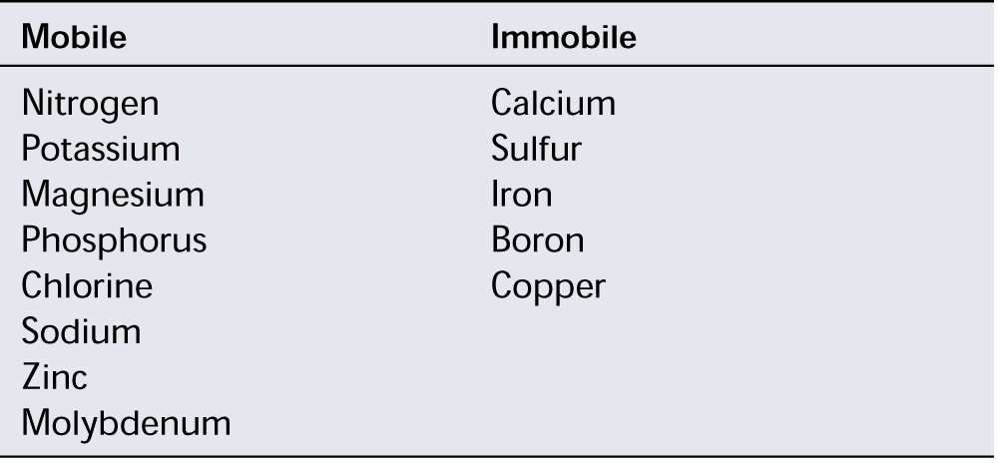 Mobile Immobile
Nitrogen Calcium
Potassium Sulfur
Magnesium Iron
Phosphorus Boron
Chlorine Copper
Sodium
Zinc
Molybdenum